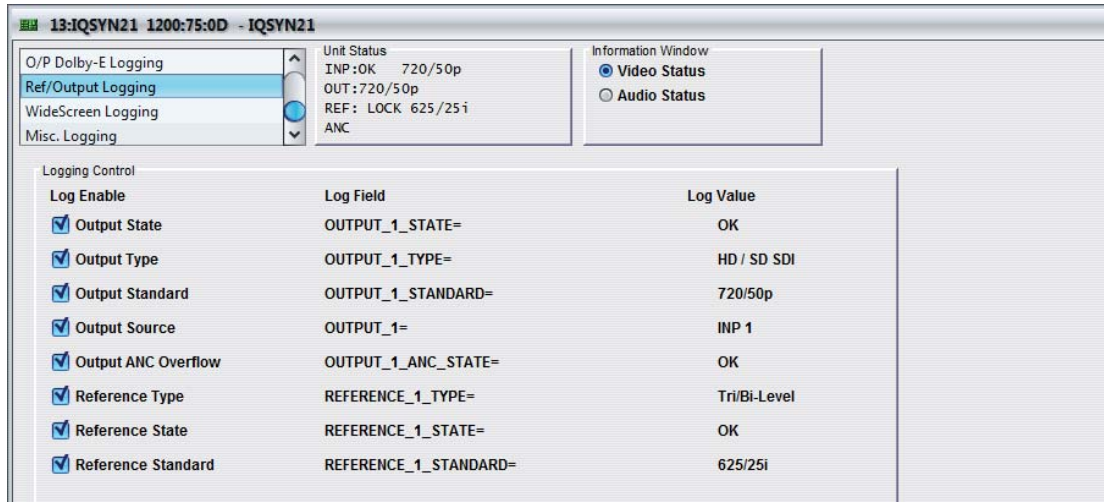 13:IQSYN21 1200:75:0D - IQSYN21
O/P Dolby-E Logging
Ref/Output Logging
WideScreen Logging
Misc. Logging
Unit Status
INP:OK 720/50p
OUT:720/50p
REF: LOCK 625/25i
ANC
Information Window
Video Status
Audio Status
Logging Control
Log Enable Log Field Log Value
Output State OUTPUT_1_STATE= OK
Output Type OUTPUT_1_TYPE= HD / SD SDI
Output Standard OUTPUT_1_STANDARD= 720/50p
Output Source OUTPUT_1= INP 1
Output ANC Overflow OUTPUT_1_ANC_STATE= OK
Reference Type REFERENCE_1_TYPE= Tri/Bi-Level
Reference State REFERENCE_1_STATE= OK
Reference Standard REFERENCE_1_STANDARD= 625/25i